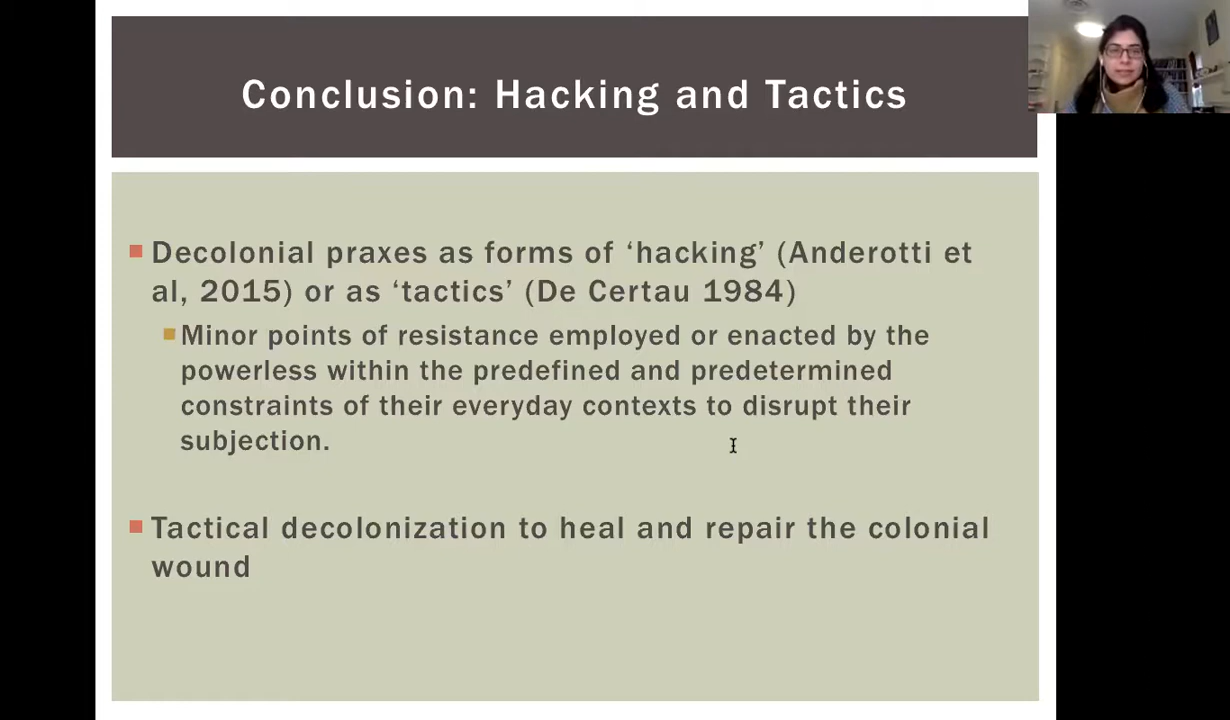 Conclusion: Hacking and Tactics
Decolonial praxes as forms of ‘hacking’ (Anderotti et
al, 2015) or as ‘tactics’ (De Certau 1984)
Minor points of resistance employed or enacted by the
powerless within the predefined and predetermined
constraints of their everyday contexts to disrupt their
subjection.
Tactical decolonization to heal and repair the colonial
wound